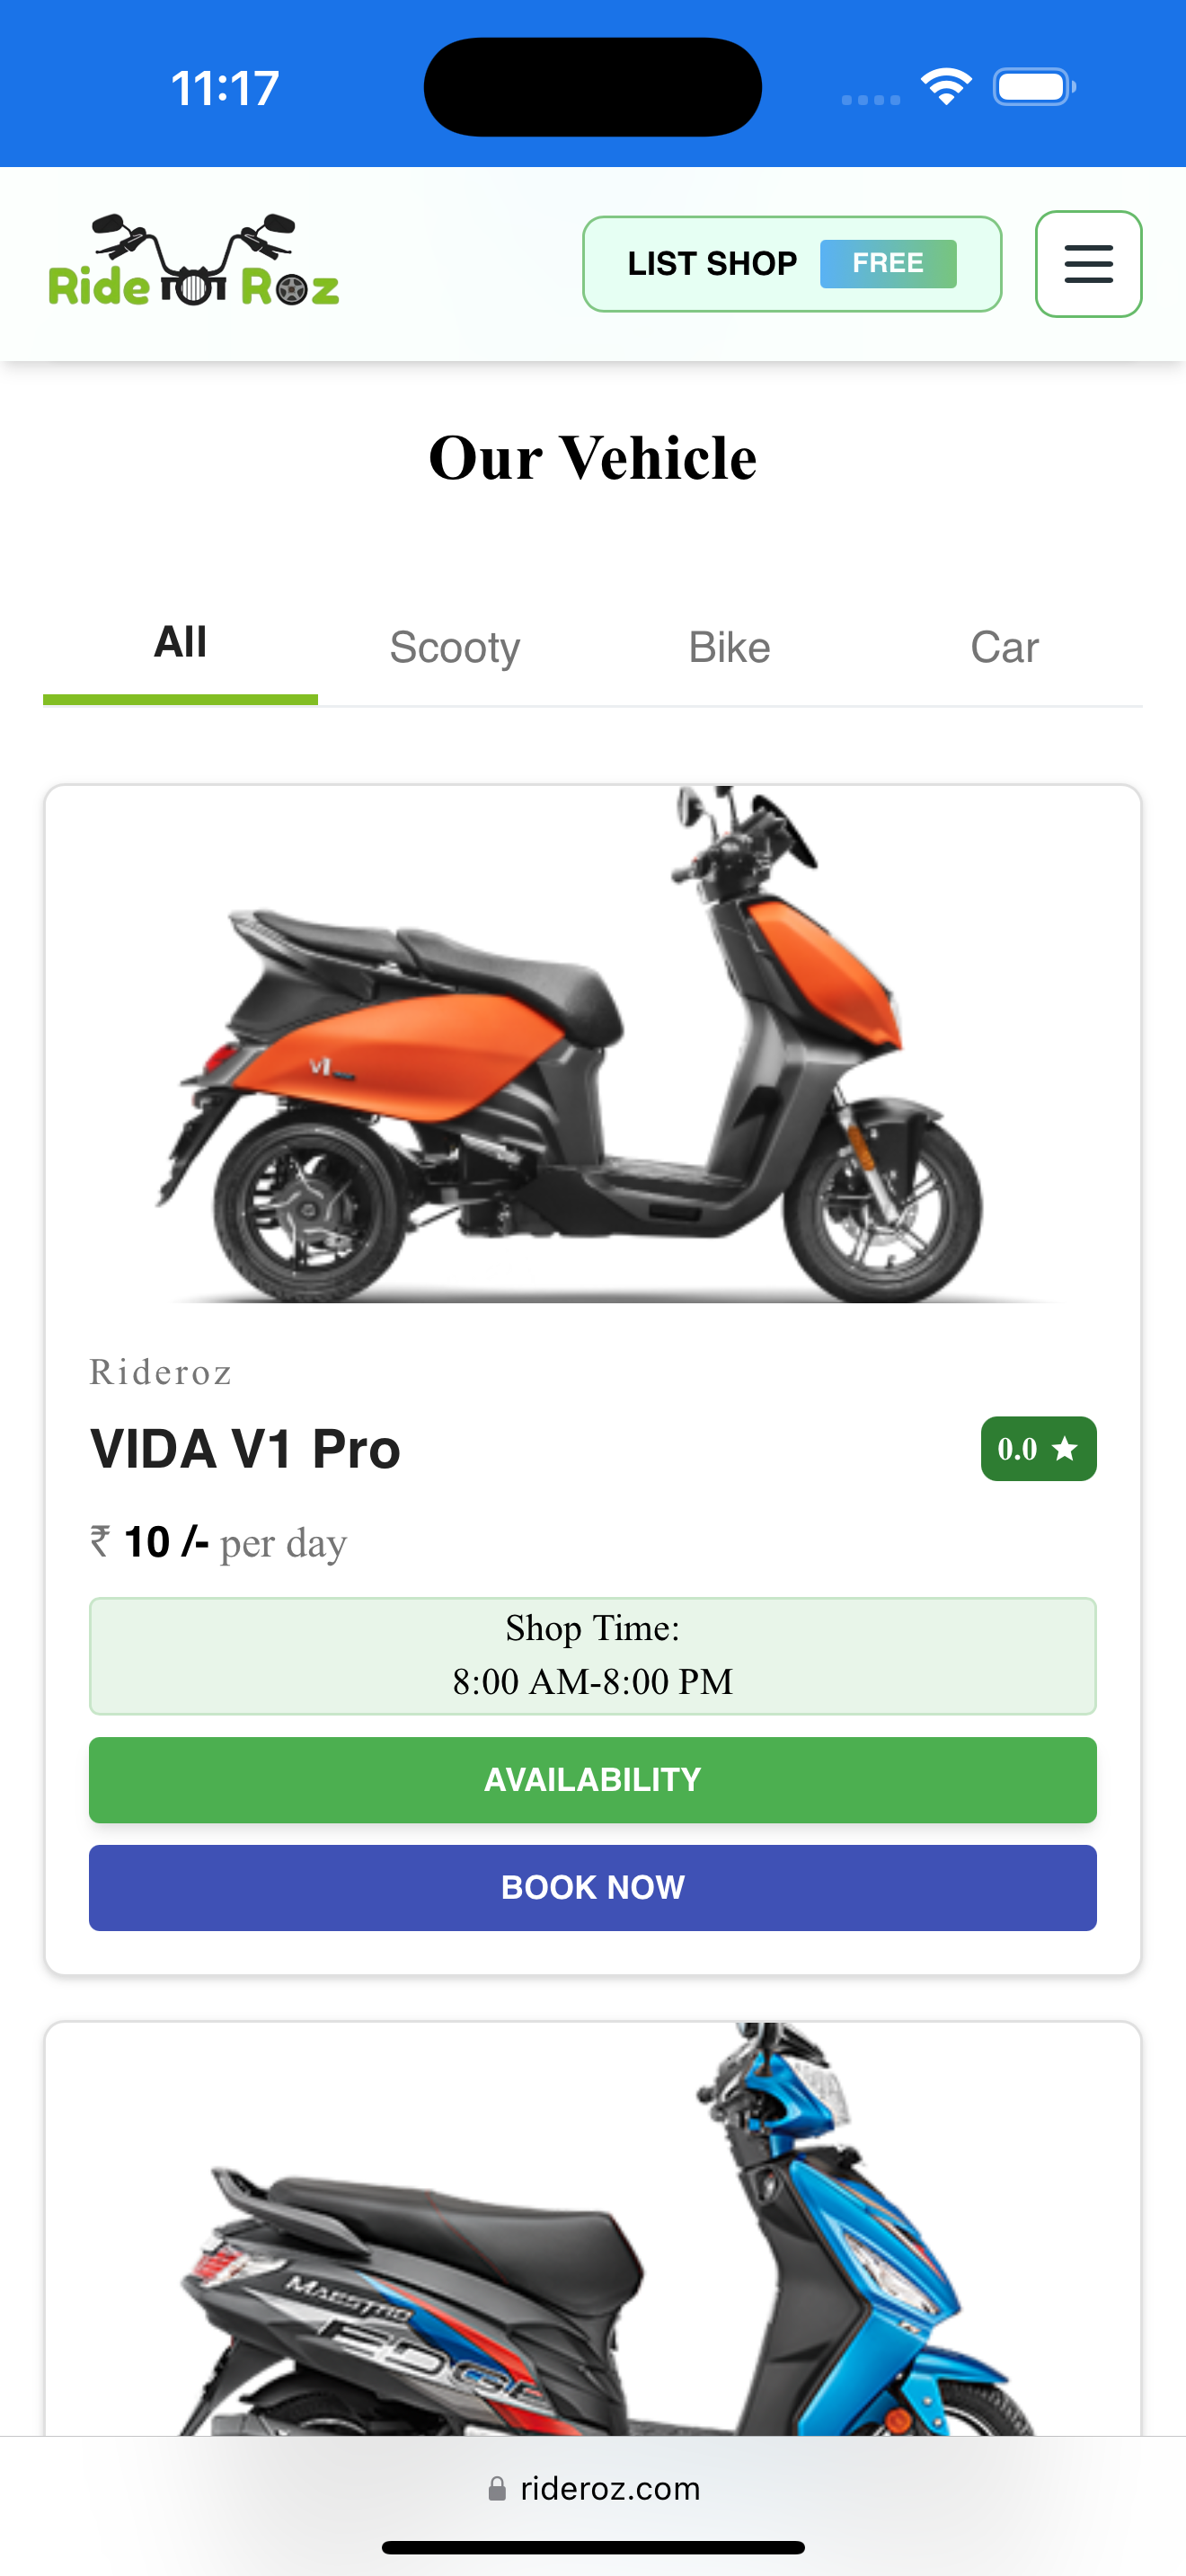 11:17
Ride Roz
LIST SHOP FREE
Our Vehicle
All Scooty Bike Car
V1
Rideroz
VIDA V1 Pro
0.0 ★
₹ 10 /- per day
Shop Time:
8:00 AM-8:00 PM
AVAILABILITY
BOOK NOW
MAESTRO
EDGE
rideroz.com